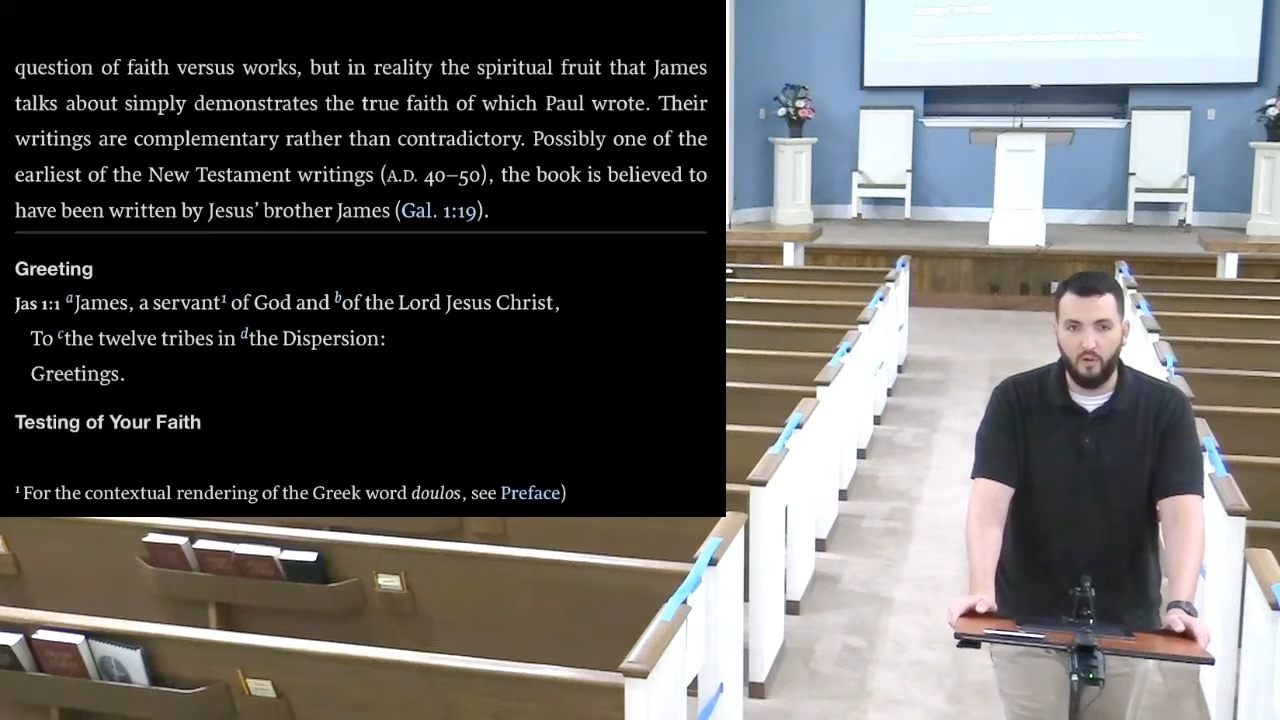 question of faith versus works, but in reality the spiritual fruit that James
talks about simply demonstrates the true faith of which Paul wrote. Their
writings are complementary rather than contradictory. Possibly one of the
earliest of the New Testament writings (A.D. 40–50), the book is believed to
have been written by Jesus’ brother James (Gal. 1:19).
Greeting
Jas 1:1 aJames, a servant1 of God and bof the Lord Jesus Christ,
To cthe twelve tribes in dthe Dispersion:
Greetings.
Testing of Your Faith
1 For the contextual rendering of the Greek word doulos, see Preface)